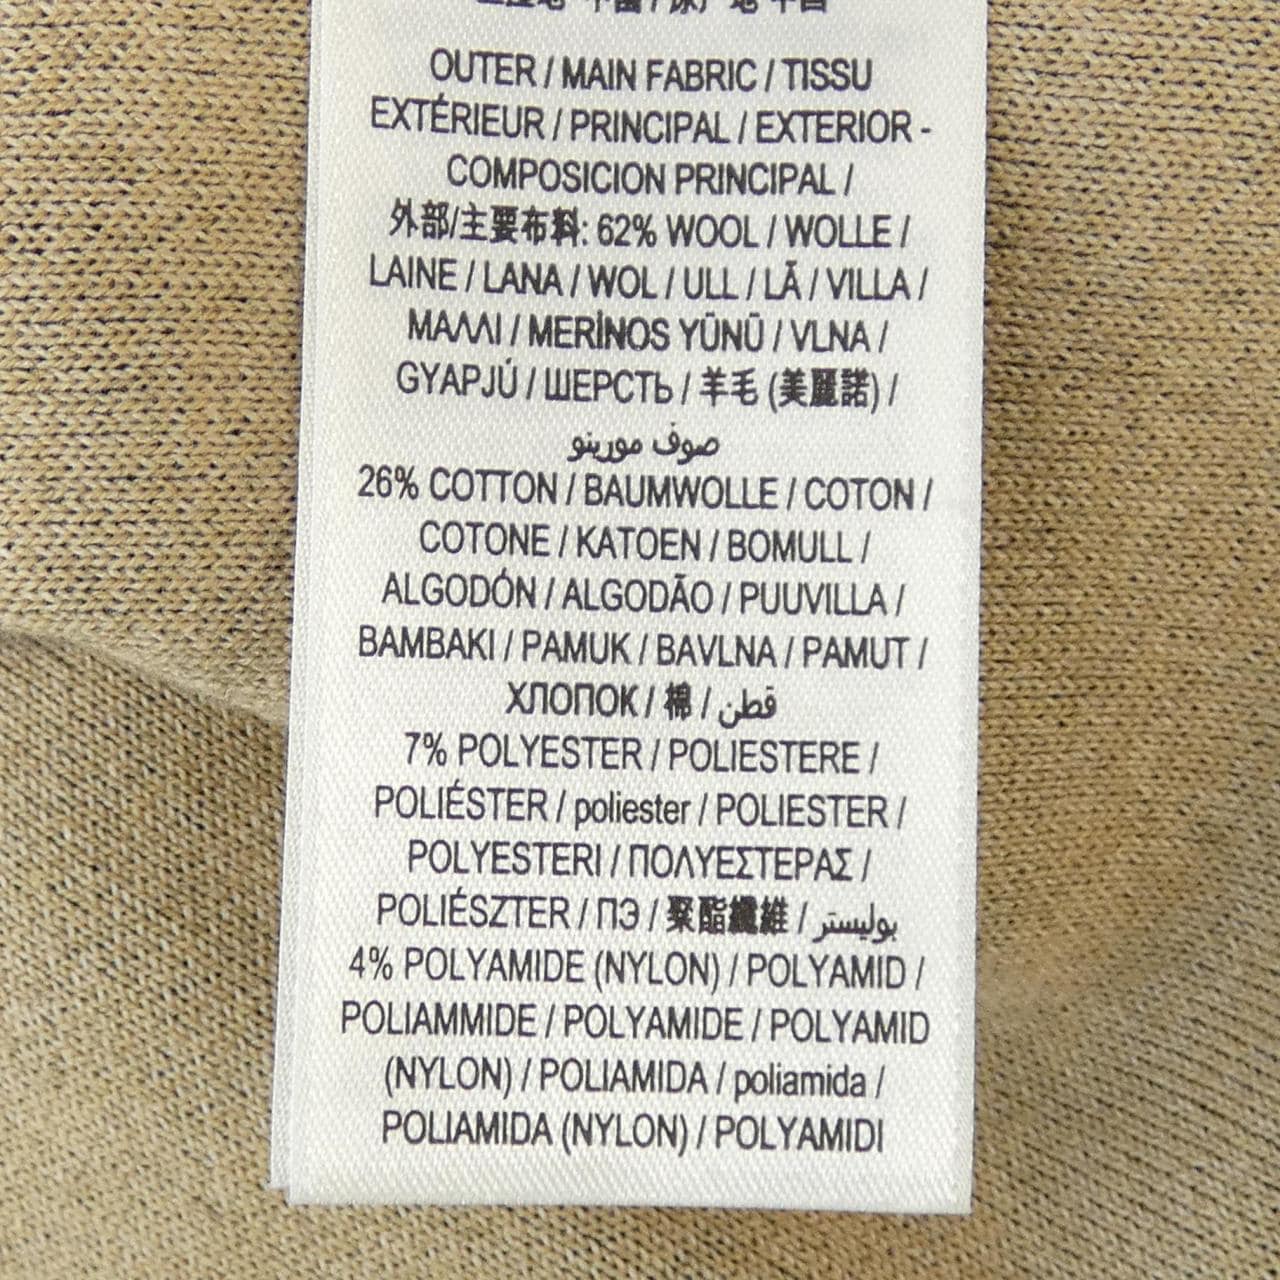 OUTER / MAIN FABRIC / TISSU
EXTÉRIEUR / PRINCIPAL / EXTERIOR -
COMPOSICION PRINCIPAL /
外部/主要布料: 62% WOOL / WOLLE /
LAINE / LANA / WOL / ULL / LÃ / VILLA /
ΜΑΛΛΙ / MERİNOS YŪNŪ / VLNA /
GYAPJÚ / ШЕРСТЬ / 羊毛 (美麗諾) /
صوف مورينو
26% COTTON / BAUMWOLLE / COTON /
COTONE / KATOEN / BOMULL /
ALGODÓN / ALGODÃO / PUUVILLA /
BAMBAKI / PAMUK / BAVLNA / PAMUT /
ХЛОПОК / 棉 / قطن
7% POLYESTER / POLIESTERE /
POLIÉSTER / poliester / POLIESTER /
POLYESTERI / ΠΟΛΥΕΣΤΕΡΑΣ /
POLIÉSZTER / ПЭ / 聚酯纖維 / بوليستر
4% POLYAMIDE (NYLON) / POLYAMID /
POLIAMMIDE / POLYAMIDE / POLYAMID
(NYLON) / POLIAMIDA / poliamida /
POLIAMIDA (NYLON) / POLYAMIDI